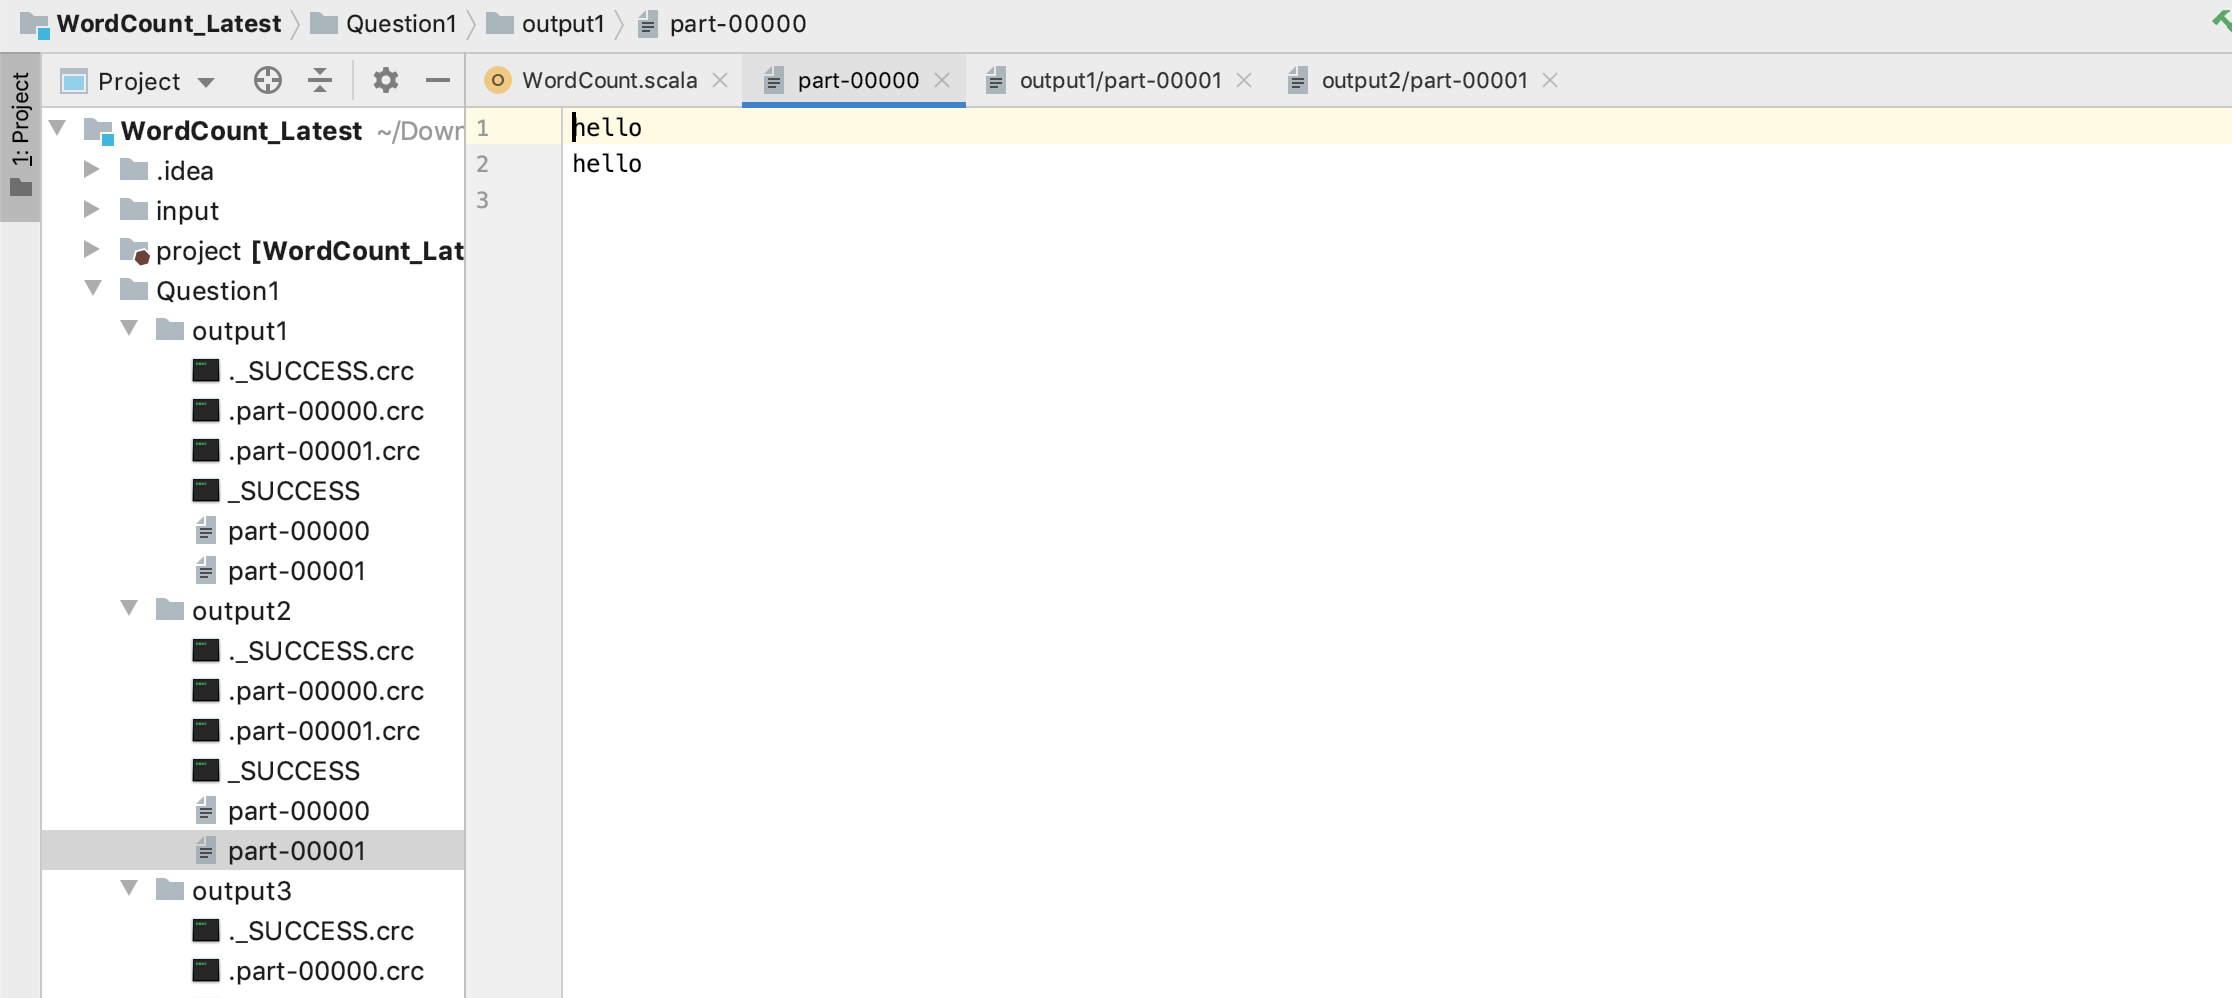 WordCount_Latest Question1 output1 part-00000
1: Project
Project
WordCount.scala part-00000 output1/part-00001 output2/part-00001
WordCount_Latest ~/Down
.idea
input
project [WordCount_Lat
Question1
output1
._SUCCESS.crc
.part-00000.crc
.part-00001.crc
_SUCCESS
part-00000
part-00001
output2
._SUCCESS.crc
.part-00000.crc
.part-00001.crc
_SUCCESS
part-00000
part-00001
output3
._SUCCESS.crc
.part-00000.crc
1 hello
2 hello
3